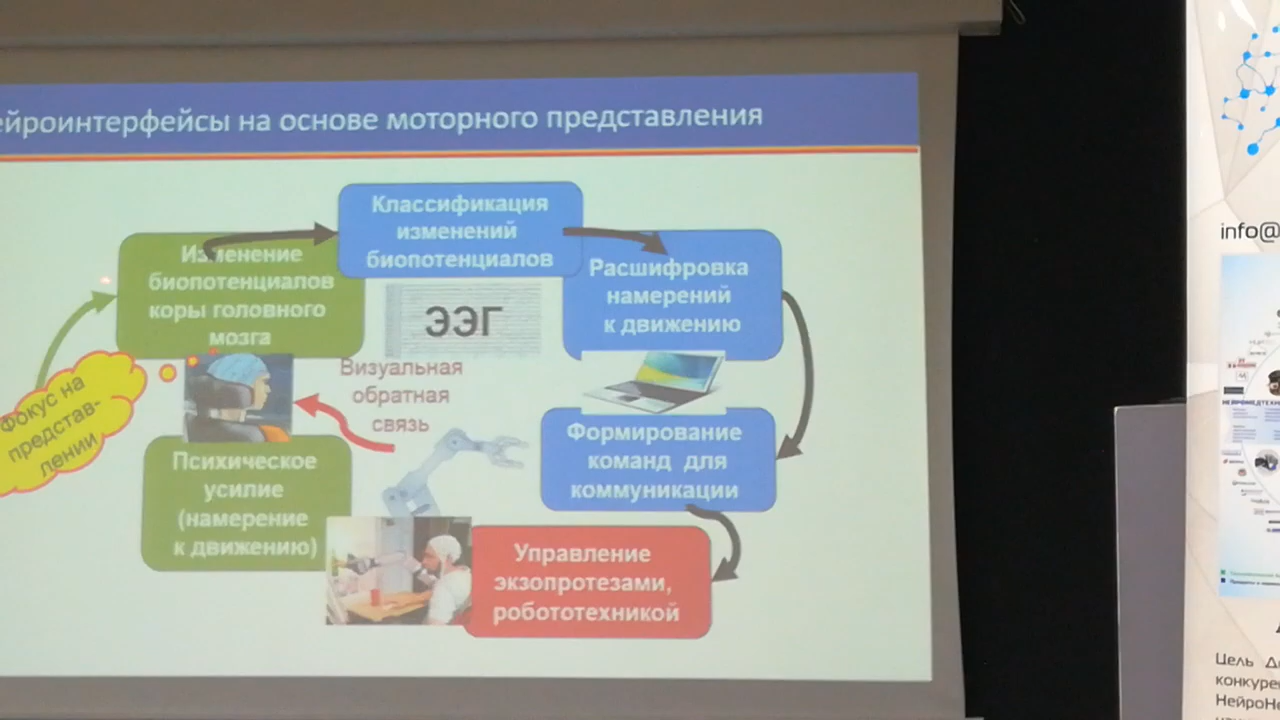 ейроинтерфейсы на основе моторного представления
Классификация
изменений
биопотенциалов
Изменение
биопотенциалов
коры головного
мозга
Расшифровка
намерений
к движению
ЭЭГ
Визуальная
обратная
связь
Фокус на
представ-
лении
Психическое
усилие
(намерение
к движению)
Формирование
команд для
коммуникации
Управление
экзопротезами,
робототехникой
info@
Цель
конкуре
НейроНе